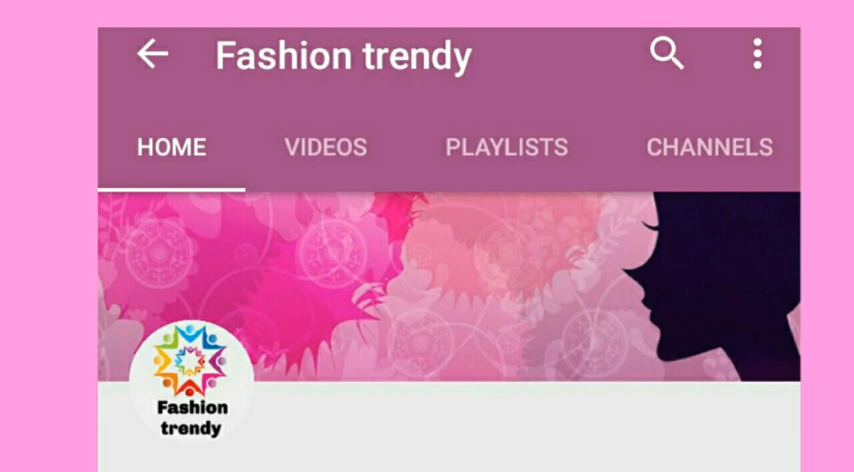 Fashion trendy
HOME VIDEOS PLAYLISTS CHANNELS
Fashion
trendy